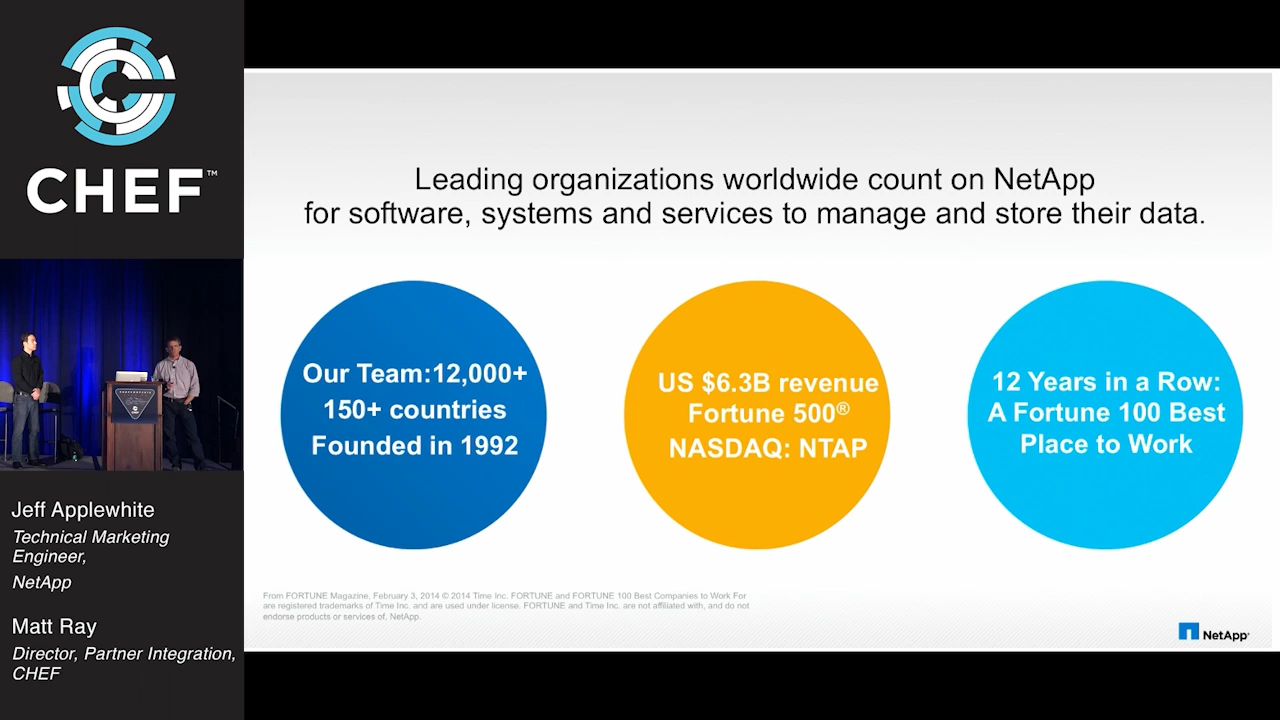 CHEF™
Jeff Applewhite
Technical Marketing
Engineer,
NetApp
Matt Ray
Director, Partner Integration,
CHEF
Leading organizations worldwide count on NetApp
for software, systems and services to manage and store their data.
Our Team:12,000+
150+ countries
Founded in 1992
US $6.3B revenue
Fortune 500®
NASDAQ: NTAP
12 Years in a Row:
A Fortune 100 Best
Place to Work
From FORTUNE Magazine, February 3, 2014 © 2014 Time Inc. FORTUNE and FORTUNE 100 Best Companies to Work For
are registered trademarks of Time Inc. and are used under license. FORTUNE and Time Inc. are not affiliated with, and do not
endorse products or services of, NetApp.
NetApp®